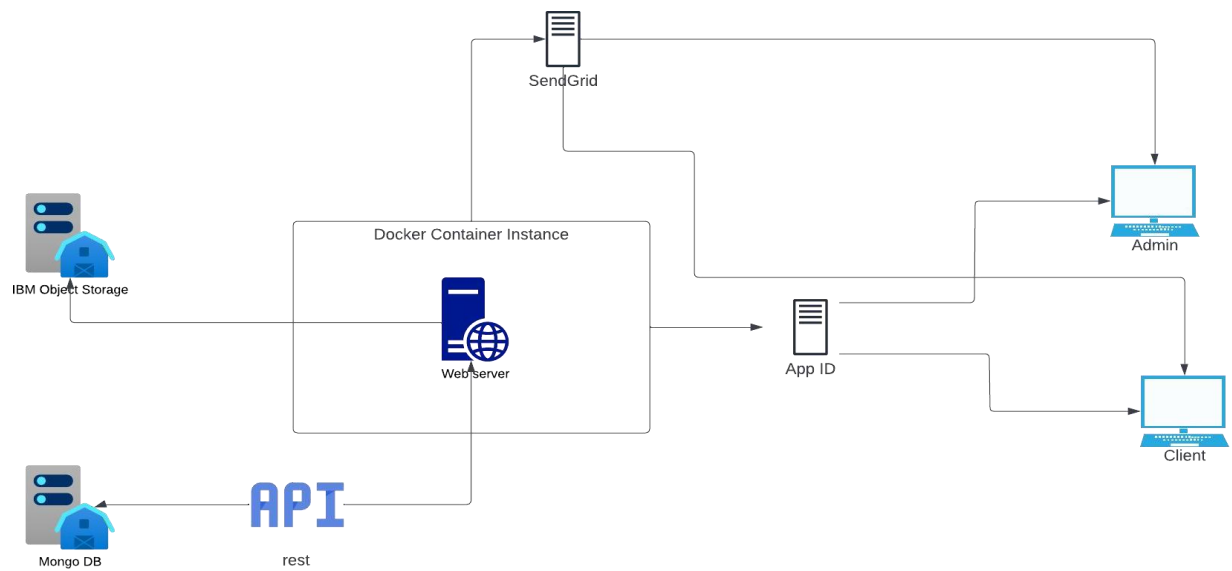 SendGrid
Docker Container Instance
Admin
IBM Object Storage
Web server
App ID
Client
API
rest
Mongo DB